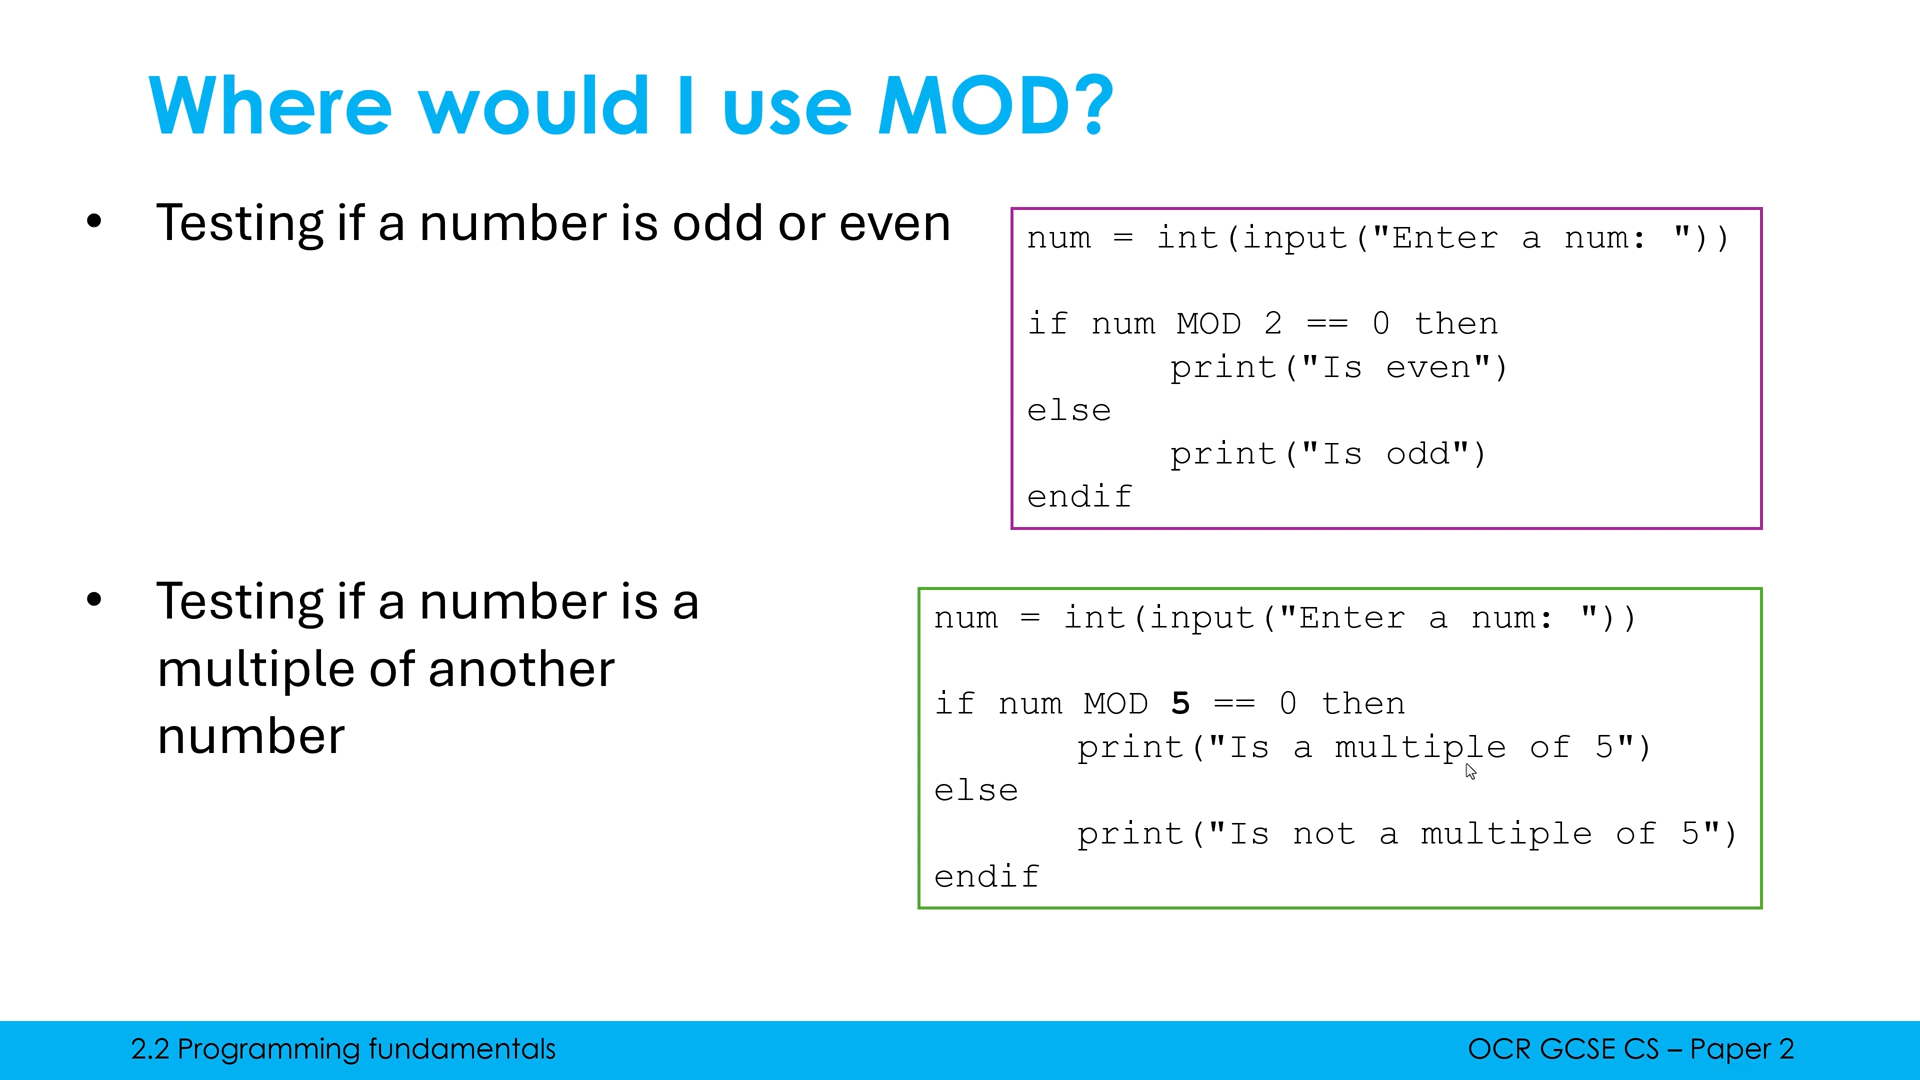 Where would I use MOD?
• Testing if a number is odd or even
num = int(input("Enter a num: "))
if num MOD 2 == 0 then
print("Is even")
else
print("Is odd")
endif
• Testing if a number is a
multiple of another
number
num = int(input("Enter a num: "))
if num MOD 5 == 0 then
print("Is a multiple of 5")
else
print("Is not a multiple of 5")
endif
2.2 Programming fundamentals
OCR GCSE CS – Paper 2